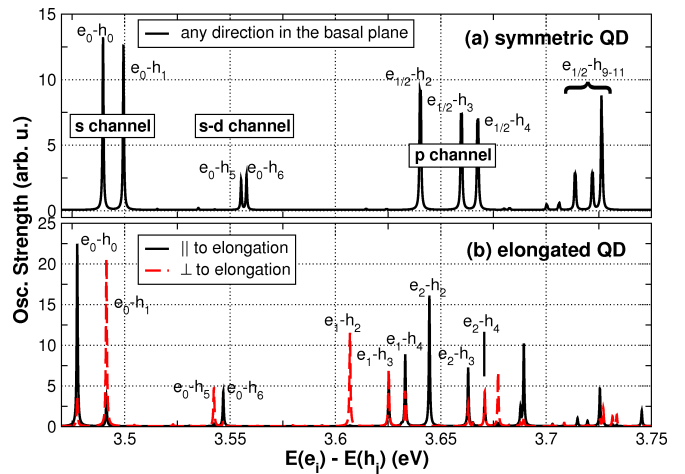 15
10
5
0
any direction in the basal plane
(a) symmetric QD
e0-h0
e0-h1
s channel
s-d channel
e0-h5
e0-h6
e1/2-h2
e1/2-h3
e1/2-h4
p channel
e1/2-h9-11
Osc. Strength (arb. u.)
25
20
15
10
5
0
|| to elongation
⊥ to elongation
(b) elongated QD
e0-h0
e0-h1
e0-h5
e0-h6
e1-h2
e1-h3
e1-h4
e2-h2
e2-h3
e2-h4
3.5 3.55 3.6 3.65 3.7 3.75
E(ei) - E(hj) (eV)